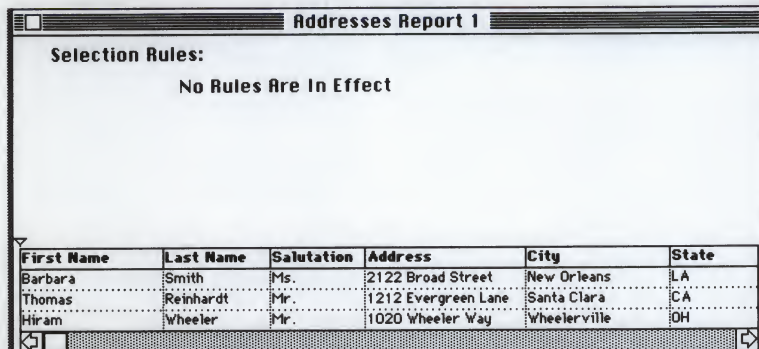 Addresses Report 1
Selection Rules:
No Rules Are In Effect
First Name Last Name Salutation Address City State
Barbara Smith Ms. 2122 Broad Street New Orleans LA
Thomas Reinhardt Mr. 1212 Evergreen Lane Santa Clara CA
Hiram Wheeler Mr. 1020 Wheeler Way Wheelerville OH